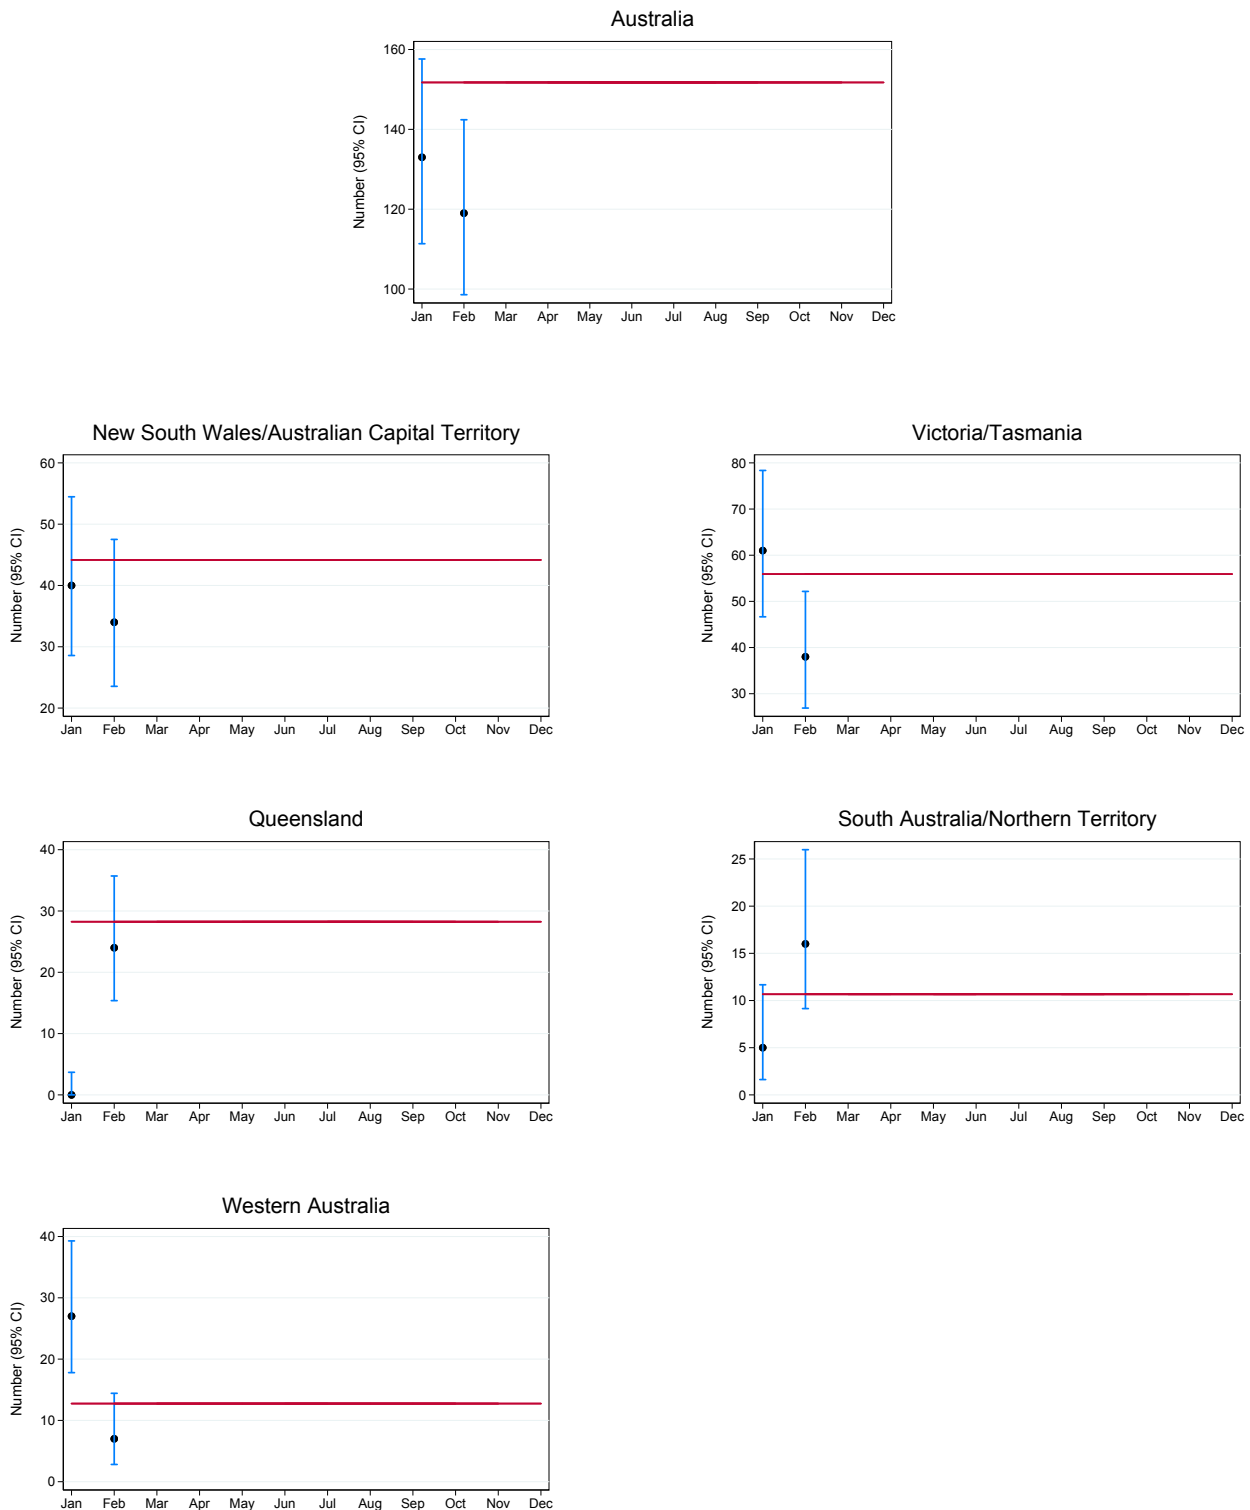 Australia
Number (95% CI)
160
140
120
100
Jan Feb Mar Apr May Jun Jul Aug Sep Oct Nov Dec
New South Wales/Australian Capital Territory
Number (95% CI)
60
50
40
30
20
Jan Feb Mar Apr May Jun Jul Aug Sep Oct Nov Dec
Victoria/Tasmania
Number (95% CI)
80
70
60
50
40
30
Jan Feb Mar Apr May Jun Jul Aug Sep Oct Nov Dec
Queensland
Number (95% CI)
40
30
20
10
0
Jan Feb Mar Apr May Jun Jul Aug Sep Oct Nov Dec
South Australia/Northern Territory
Number (95% CI)
25
20
15
10
5
0
Jan Feb Mar Apr May Jun Jul Aug Sep Oct Nov Dec
Western Australia
Number (95% CI)
40
30
20
10
0
Jan Feb Mar Apr May Jun Jul Aug Sep Oct Nov Dec